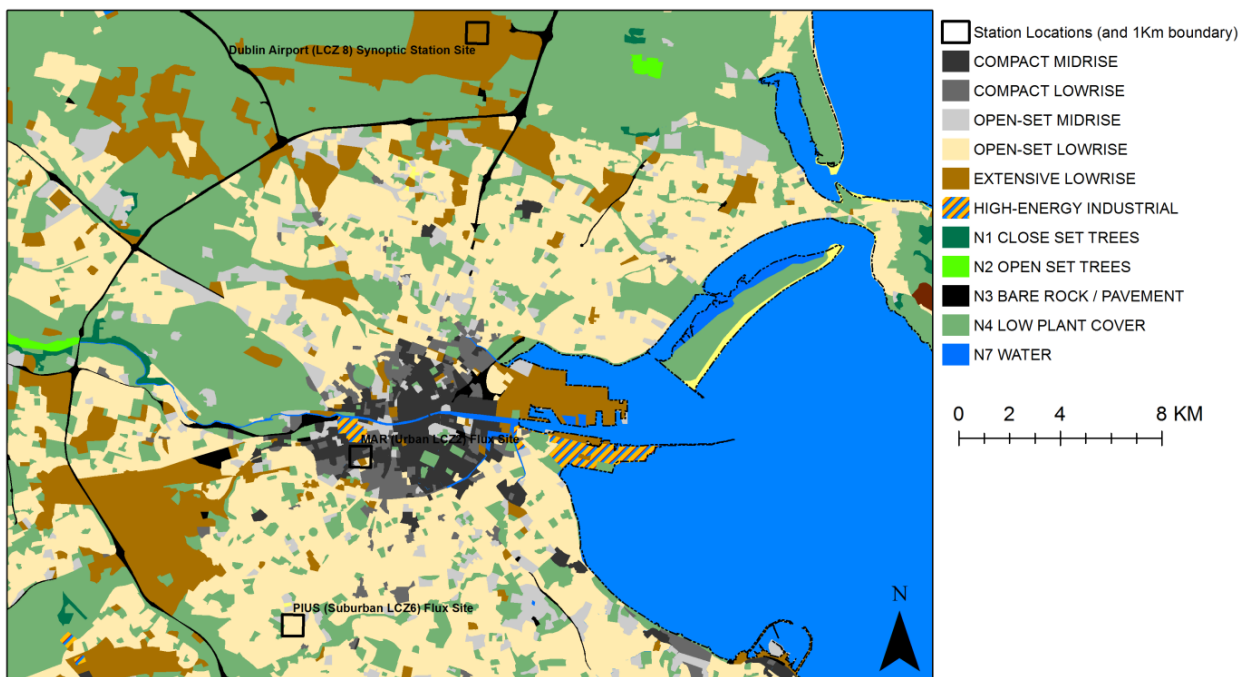 Dublin Airport (LCZ 8) Synoptic Station Site
MAR (Urban LCZ2) Flux Site
PIUS (Suburban LCZ6) Flux Site
N
Station Locations (and 1Km boundary)
COMPACT MIDRISE
COMPACT LOWRISE
OPEN-SET MIDRISE
OPEN-SET LOWRISE
EXTENSIVE LOWRISE
HIGH-ENERGY INDUSTRIAL
N1 CLOSE SET TREES
N2 OPEN SET TREES
N3 BARE ROCK / PAVEMENT
N4 LOW PLANT COVER
N7 WATER
0 2 4 8 KM